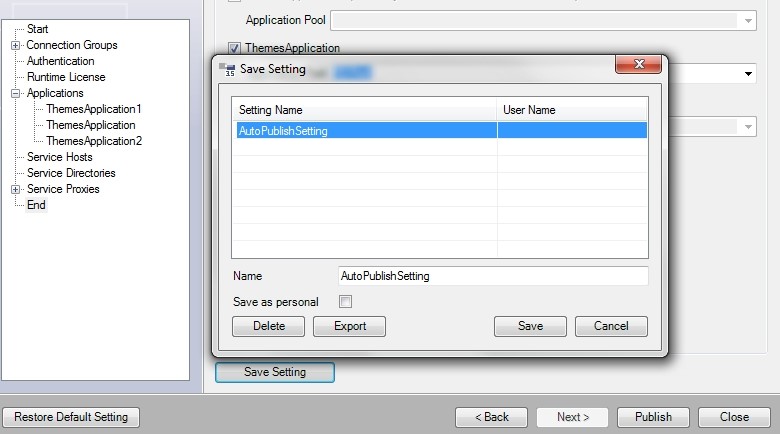 Start
Connection Groups
Authentication
Runtime License
Applications
ThemesApplication1
ThemesApplication
ThemesApplication2
Service Hosts
Service Directories
Service Proxies
End
Application Pool
ThemesApplication
3.5 Save Setting
Setting Name User Name
AutoPublishSetting
Name AutoPublishSetting
Save as personal
Delete Export Save Cancel
Save Setting
Restore Default Setting < Back Next > Publish Close